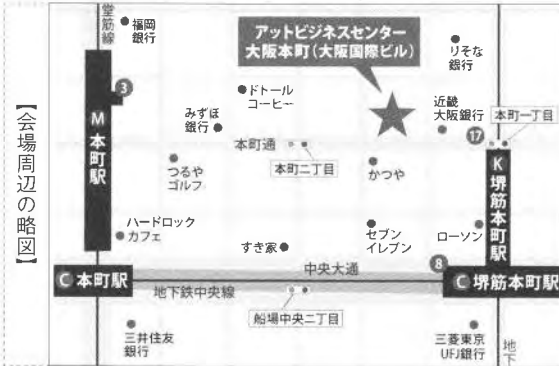 【会場周辺の略図】
堂筋線
福岡
銀行
アットビジネスセンター
大阪本町（大阪国際ビル）
りそな
銀行
3
M本町駅
ドトール
コーヒー
みずほ
銀行
近畿
大阪銀行
本町一丁目
17
本町通
本町二丁目
つるや
ゴルフ
かつや
K堺筋本町駅
ハードロック
カフェ
すき家
セブン
イレブン
ローソン
中央大通
8
C本町駅
C堺筋本町駅
地下鉄中央線
船場中央二丁目
三井住友
銀行
三菱東京
UFJ銀行
地下